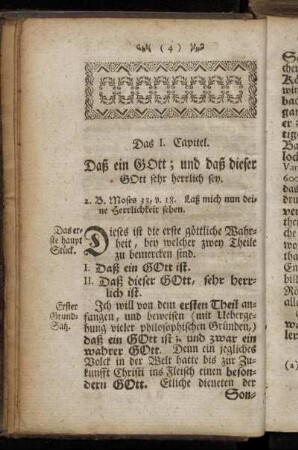 ( 4 )
Das I. Capitel.
Daß ein GOtt; und daß dieser
GOtt sehr herrlich sey.
2. B. Moses 33, v. 18. Laß mich nun dei-
ne Herrlichkeit sehen.
Das er-
ste haupt
Stück.
Dieses ist die erste göttliche Wahr-
heit, bey welcher zwey Theile
zu bemercken sind.
I. Daß ein GOtt ist.
II. Daß dieser GOtt, sehr herr-
lich ist.
Erster
Grund-
Satz.
Ich will von dem ersten Theil an-
fangen, und beweisen (mit Ueberge-
bung vieler philosophischen Gründen,)
daß ein GOtt ist; und zwar ein
wahrer GOtt. Denn ein jegliches
Volck in der Welt hatte bis zur Zu-
kunfft Christi ins Fleisch einen beson-
dern GOtt. Etliche dieneten der
Son-